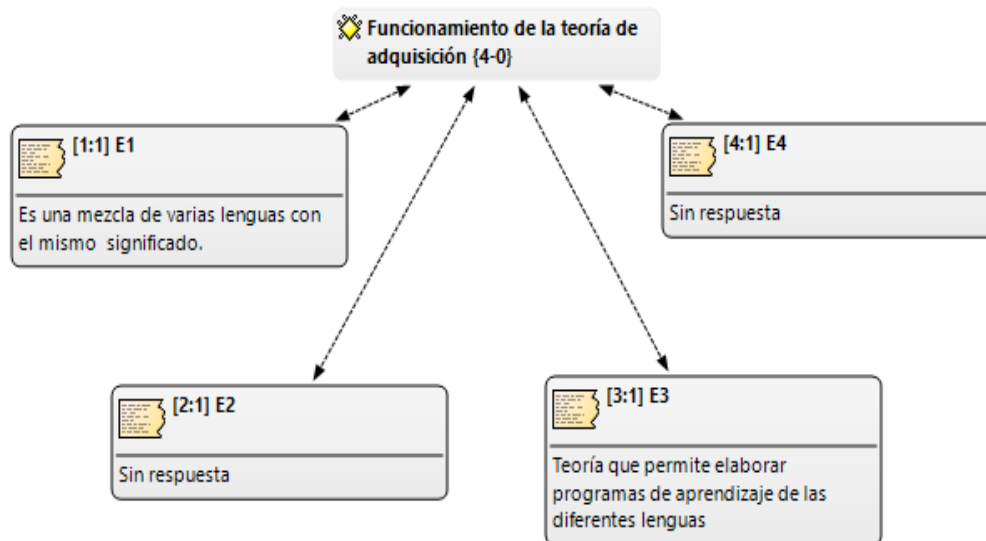 Funcionamiento de la teoría de
adquisición {4-0}
[1:1] E1
Es una mezcla de varias lenguas con
el mismo significado.
[4:1] E4
Sin respuesta
[2:1] E2
Sin respuesta
[3:1] E3
Teoría que permite elaborar
programas de aprendizaje de las
diferentes lenguas